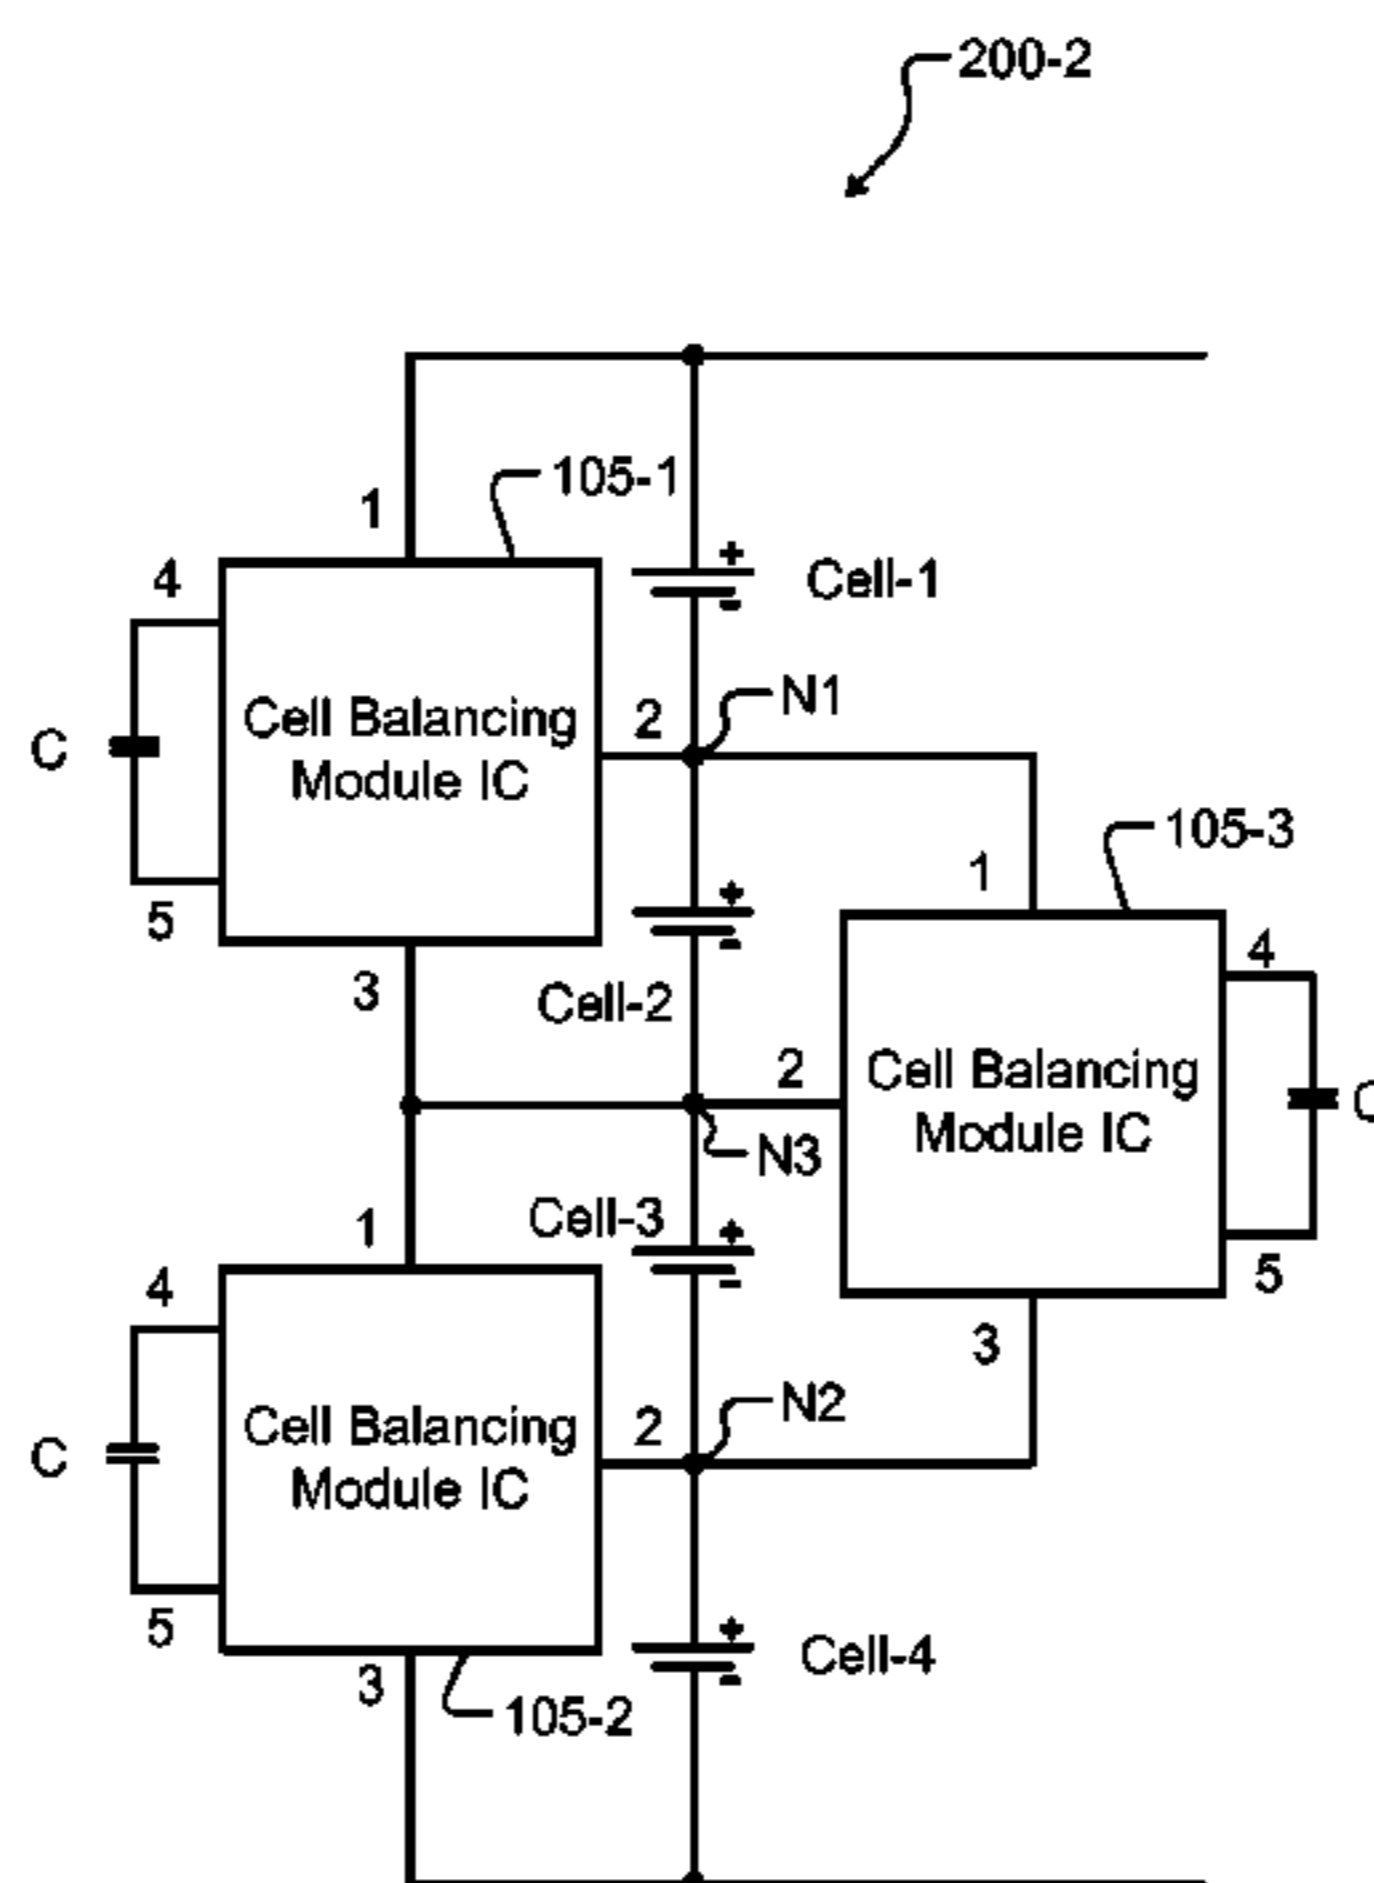 200-2
105-1
1
+
4
Cell-1
-
Cell Balancing
Module IC
2
N1
C
105-3
1
+
5
-
4
3
Cell-2
2
Cell Balancing
Module IC
N3
Cell-3
1
+
5
4
-
3
Cell Balancing
Module IC
2
N2
C
+
5
Cell-4
3
-
105-2